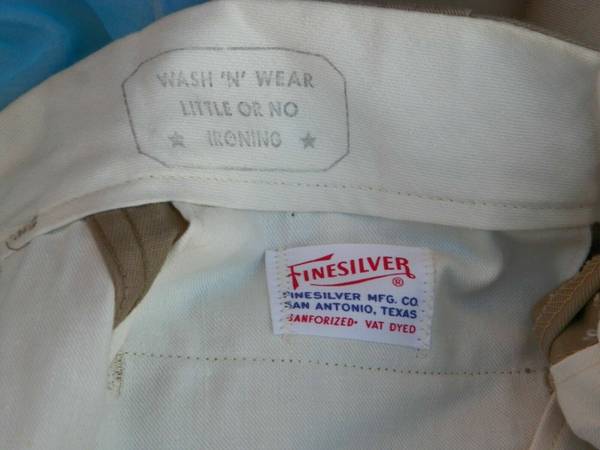 WASH 'N' WEAR
LITTLE OR NO
★ IRONING ★
FINESILVER
®
FINESILVER MFG. CO.
SAN ANTONIO, TEXAS
SANFORIZED• VAT DYED